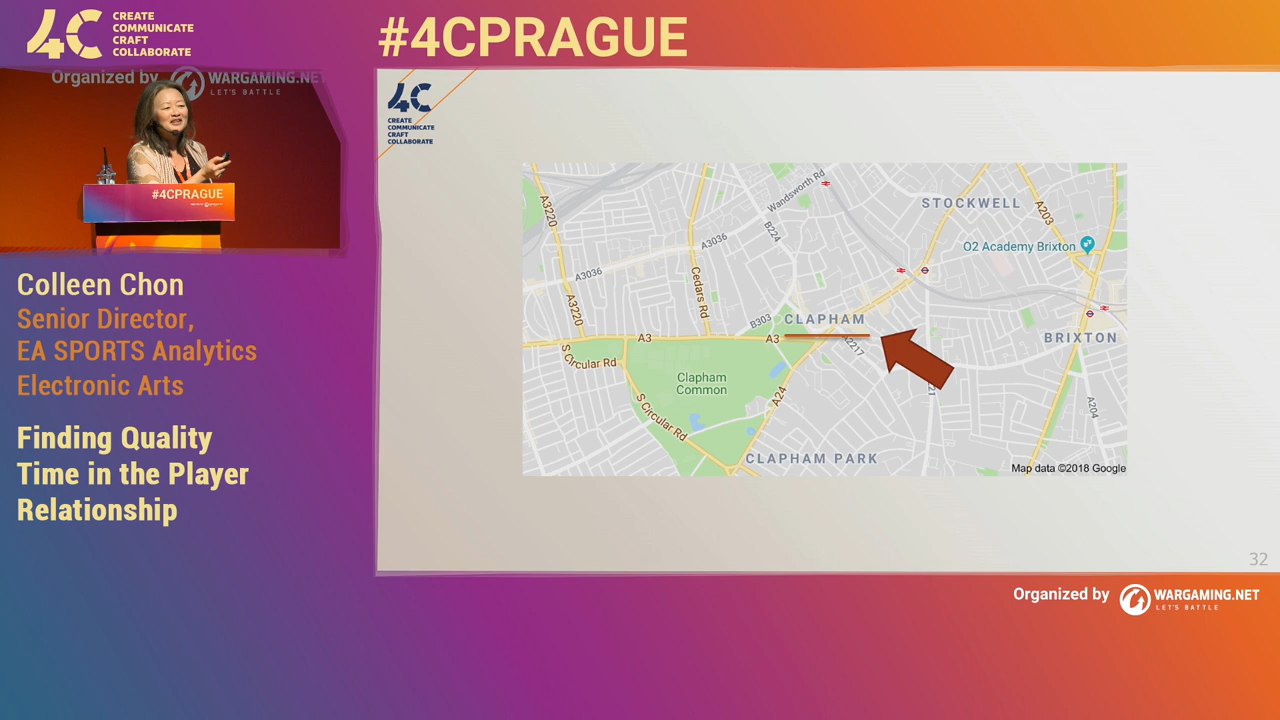 4C
CREATE
COMMUNICATE
CRAFT
COLLABORATE
#4CPRAGUE
Organized by WARGAMING.NET
LET'S BATTLE
#4CPRAGUE
Colleen Chon
Senior Director,
EA SPORTS Analytics
Electronic Arts
Finding Quality
Time in the Player
Relationship
4C
CREATE
COMMUNICATE
CRAFT
COLLABORATE
A3220
Wandsworth Rd
STOCKWELL
A203
B224
A3036
O2 Academy Brixton
A3036
Cedars Rd
A3220
B303
CLAPHAM
A3
A3
A2217
BRIXTON
S Circular Rd
Clapham
Common
A24
S Circular Rd
A204
CLAPHAM PARK
Map data ©2018 Google
32
Organized by WARGAMING.NET
LET'S BATTLE